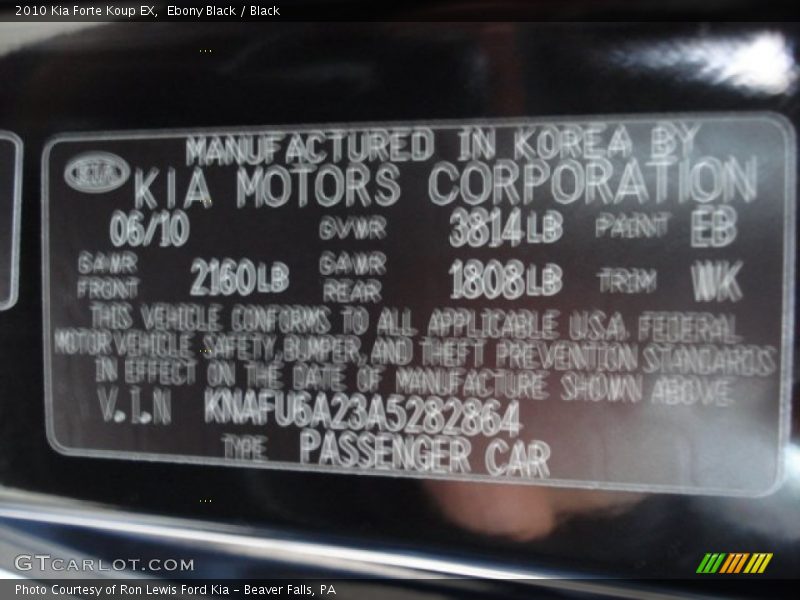 2010 Kia Forte Koup EX,  Ebony Black / Black
MANUFACTURED IN KOREA BY
KIA KIA MOTORS CORPORATION
06/10 GVWR 3814LB PAINT EB
GAWR FRONT 2160LB GAWR REAR 1808LB TRIM WK
THIS VEHICLE CONFORMS TO ALL APPLICABLE U.S.A. FEDERAL
MOTOR VEHICLE SAFETY, BUMPER, AND THEFT PREVENTION STANDARDS
IN EFFECT ON THE DATE OF MANUFACTURE SHOWN ABOVE
V.I.N KNAFU6A23A5282864
TYPE PASSENGER CAR
GTCARLOT.COM
Photo Courtesy of Ron Lewis Ford Kia – Beaver Falls, PA